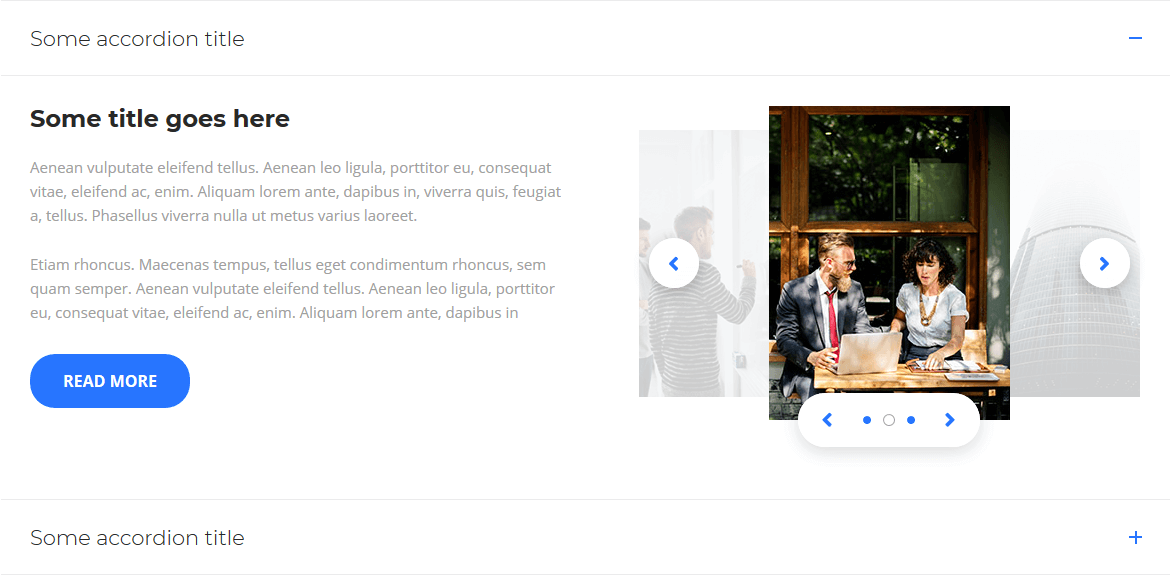 Some accordion title
Some title goes here
Aenean vulputate eleifend tellus. Aenean leo ligula, porttitor eu, consequat
vitae, eleifend ac, enim. Aliquam lorem ante, dapibus in, viverra quis, feugiat
a, tellus. Phasellus viverra nulla ut metus varius laoreet.
Etiam rhoncus. Maecenas tempus, tellus eget condimentum rhoncus, sem
quam semper. Aenean vulputate eleifend tellus. Aenean leo ligula, porttitor
eu, consequat vitae, eleifend ac, enim. Aliquam lorem ante, dapibus in
READ MORE
Some accordion title